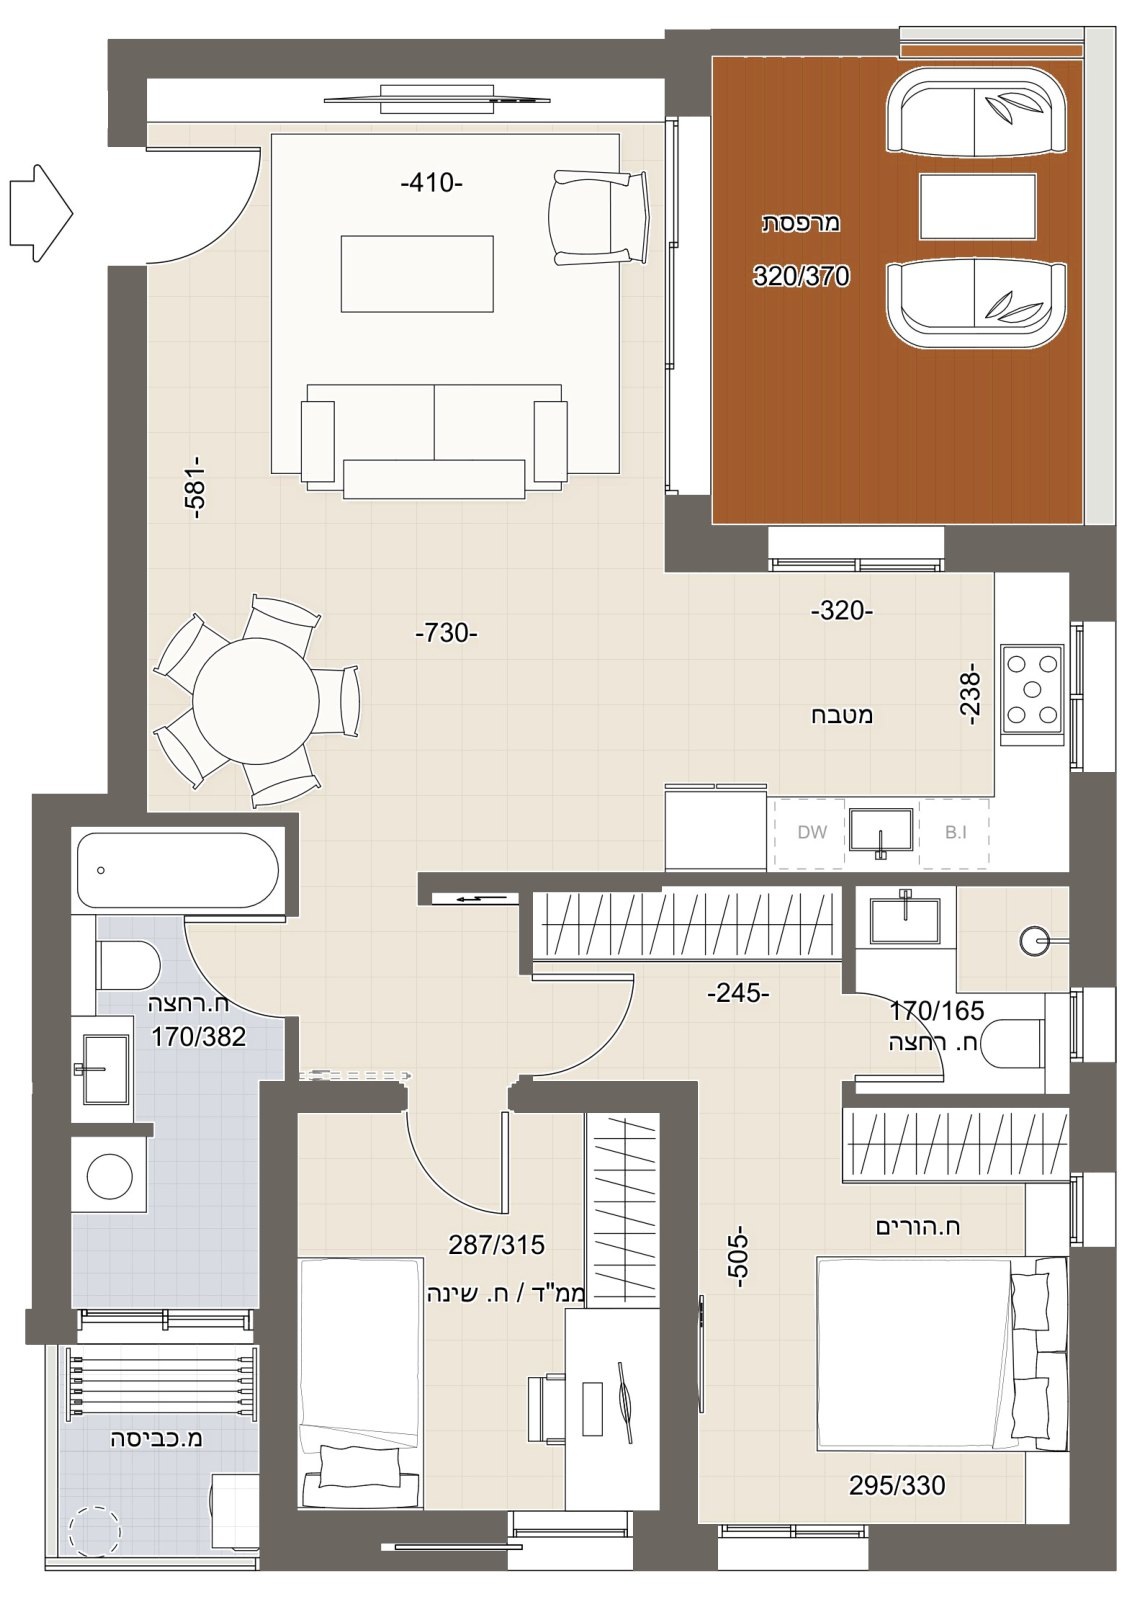 -410-
מרפסת
320/370
-581-
-730-
-320-
מטבח
-238-
DW
B.I
-245-
ח.רחצה
170/382
170/165
ח. רחצה
287/315
ממ"ד / ח. שינה
-505-
ח.הורים
295/330
מ.כביסה